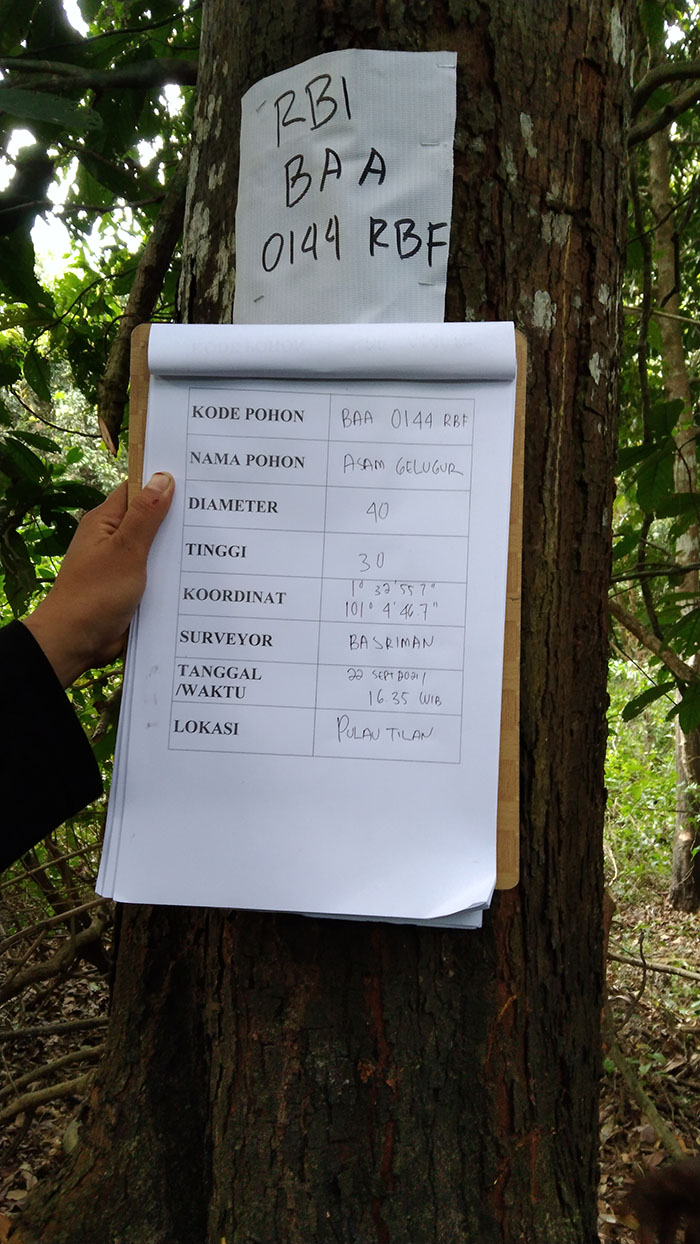 RBI
BAA
0144 RBF
KODE POHON BAA 0144 RBF
NAMA POHON ASAM GELUGUR
DIAMETER 40
TINGGI 30
KOORDINAT 1° 32'55 7"
101° 4'46.7"
SURVEYOR BASRIMAN
TANGGAL 22 SEPT 2021/
/WAKTU 16.35 WIB
LOKASI PULAU TILAN